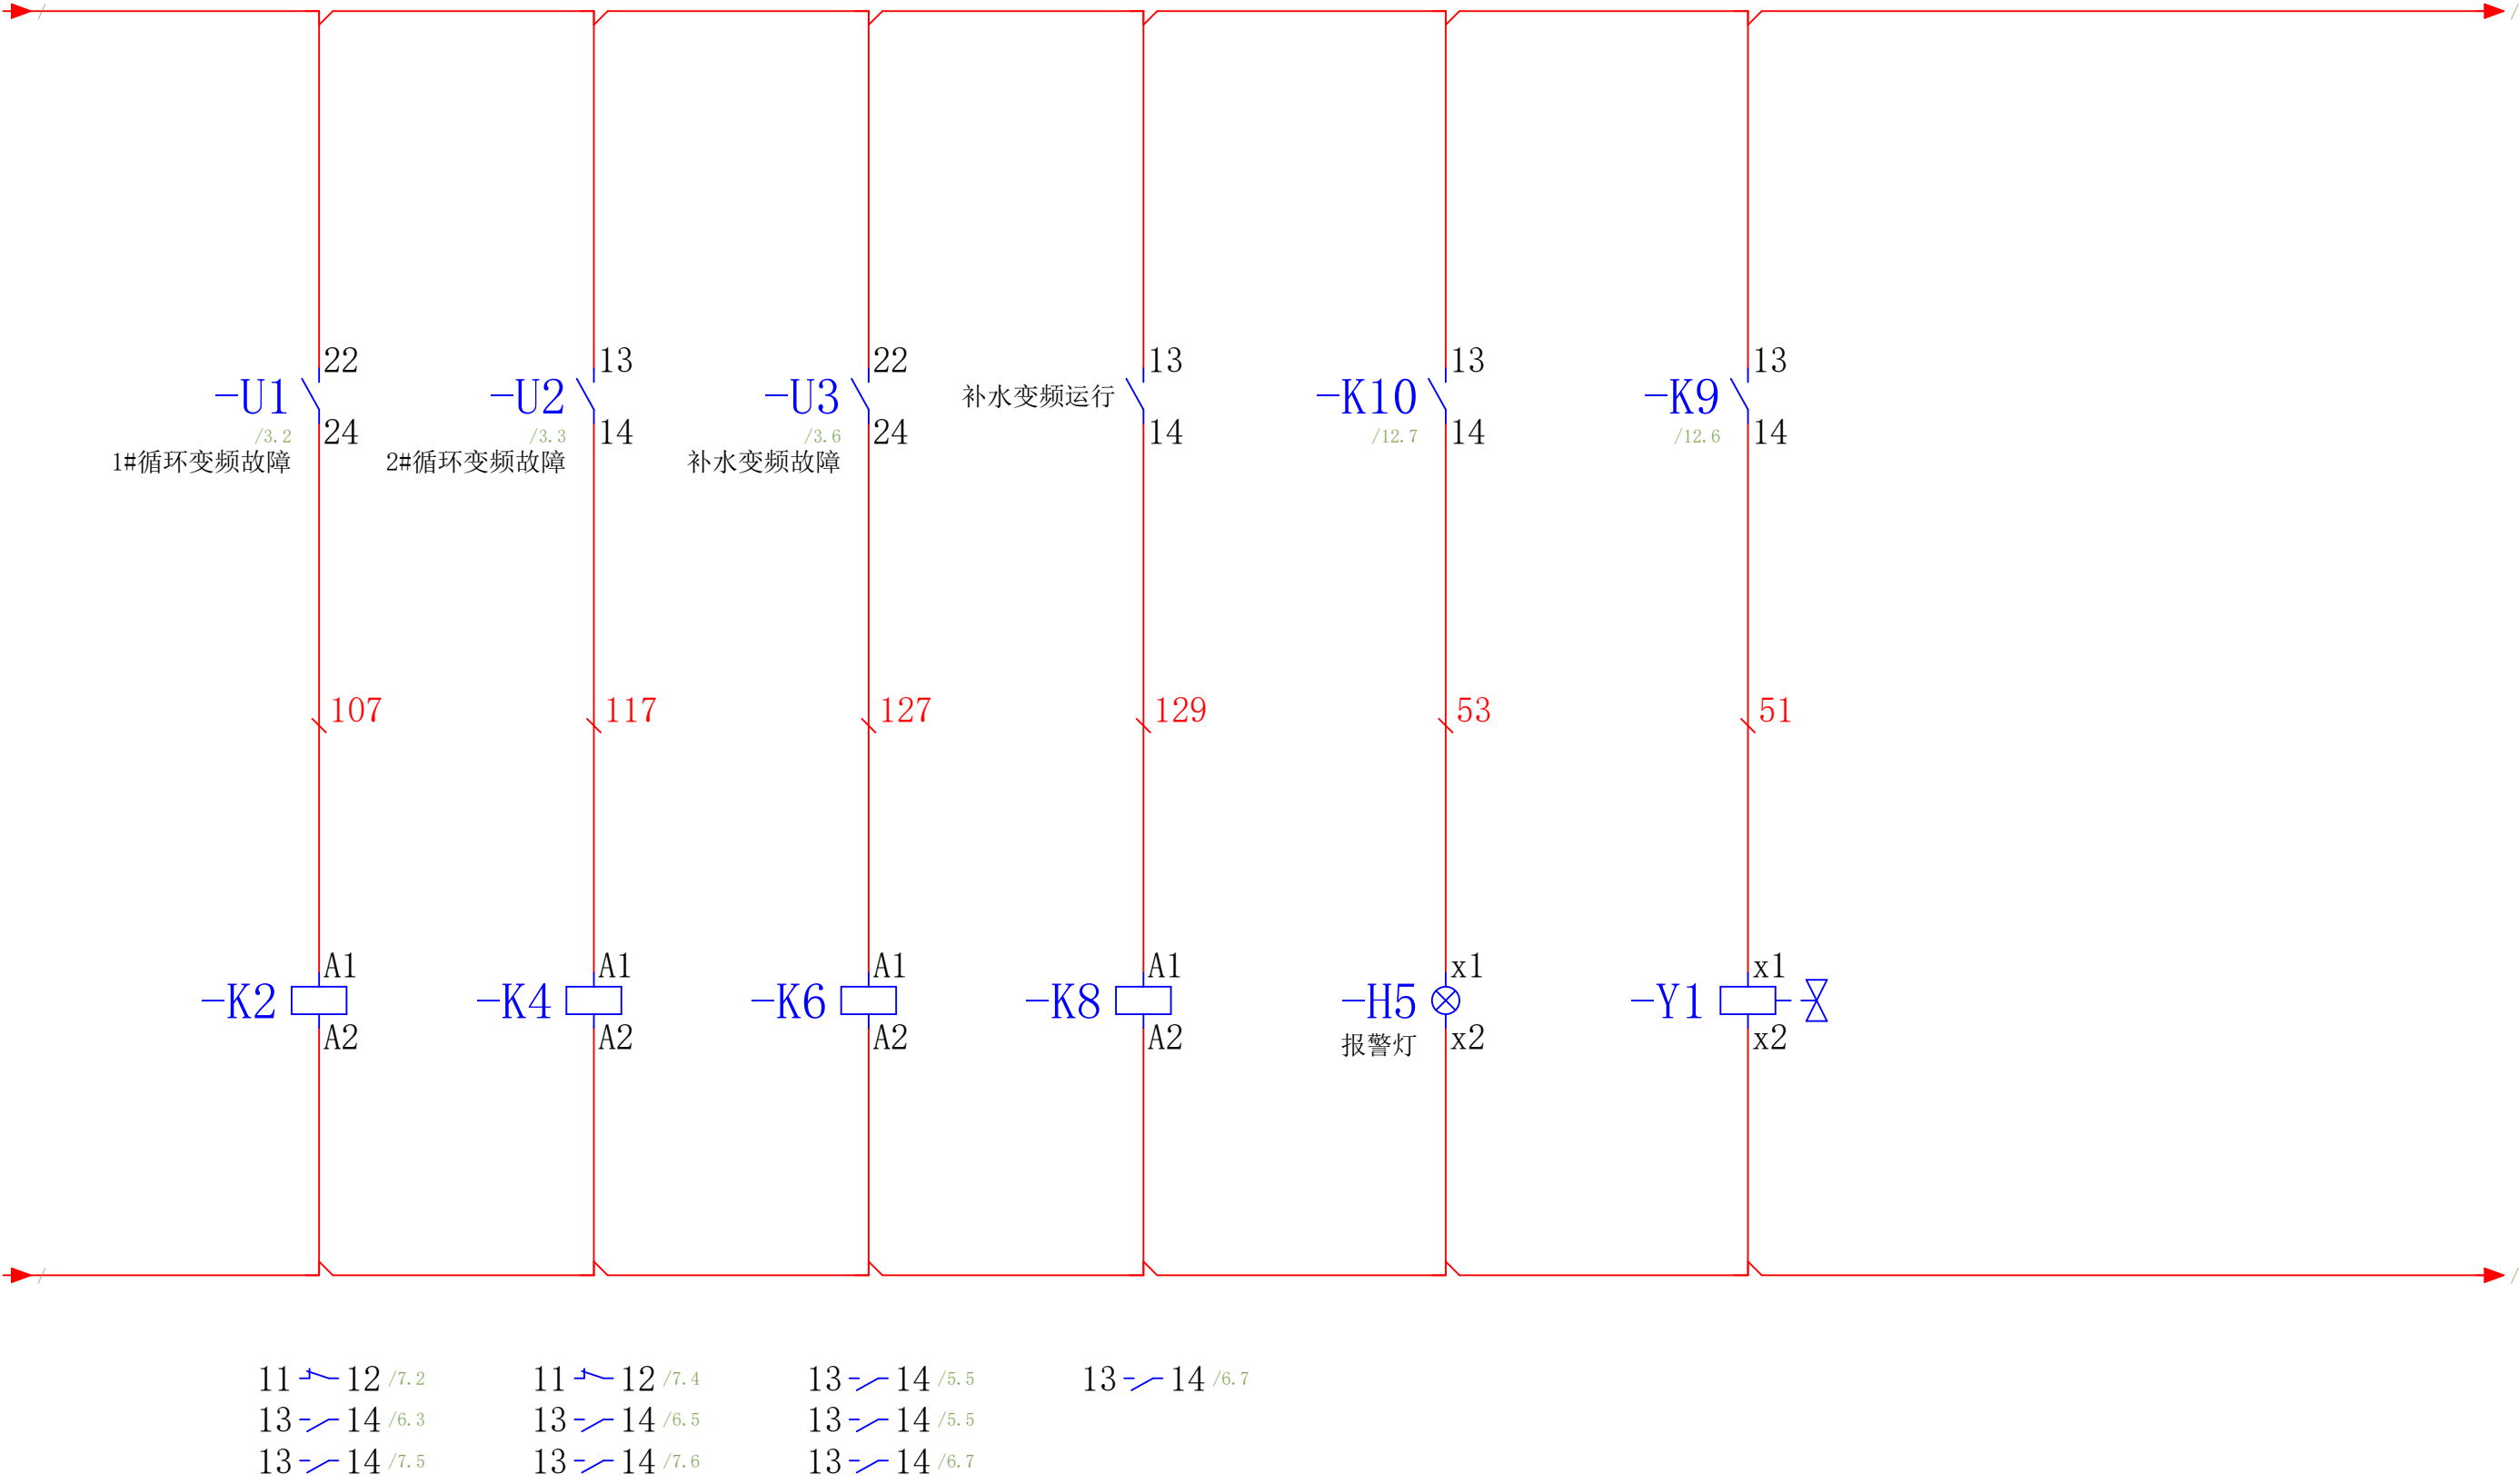 / /
22 13 22 13 13 13
-U1 -U2 -U3 补水变频运行 -K10 -K9
/3.2 24 /3.3 14 /3.6 24 14 /12.7 14 /12.6 14
1#循环变频故障 2#循环变频故障 补水变频故障
107 117 127 129 53 51
A1 A1 A1 A1 x1 x1
-K2 -K4 -K6 -K8 -H5 -Y1
A2 A2 A2 A2 报警灯 x2 x2
/ /
11 12 /7.2 11 12 /7.4 13 14 /5.5 13 14 /6.7
13 14 /6.3 13 14 /6.5 13 14 /5.5
13 14 /7.5 13 14 /7.6 13 14 /6.7